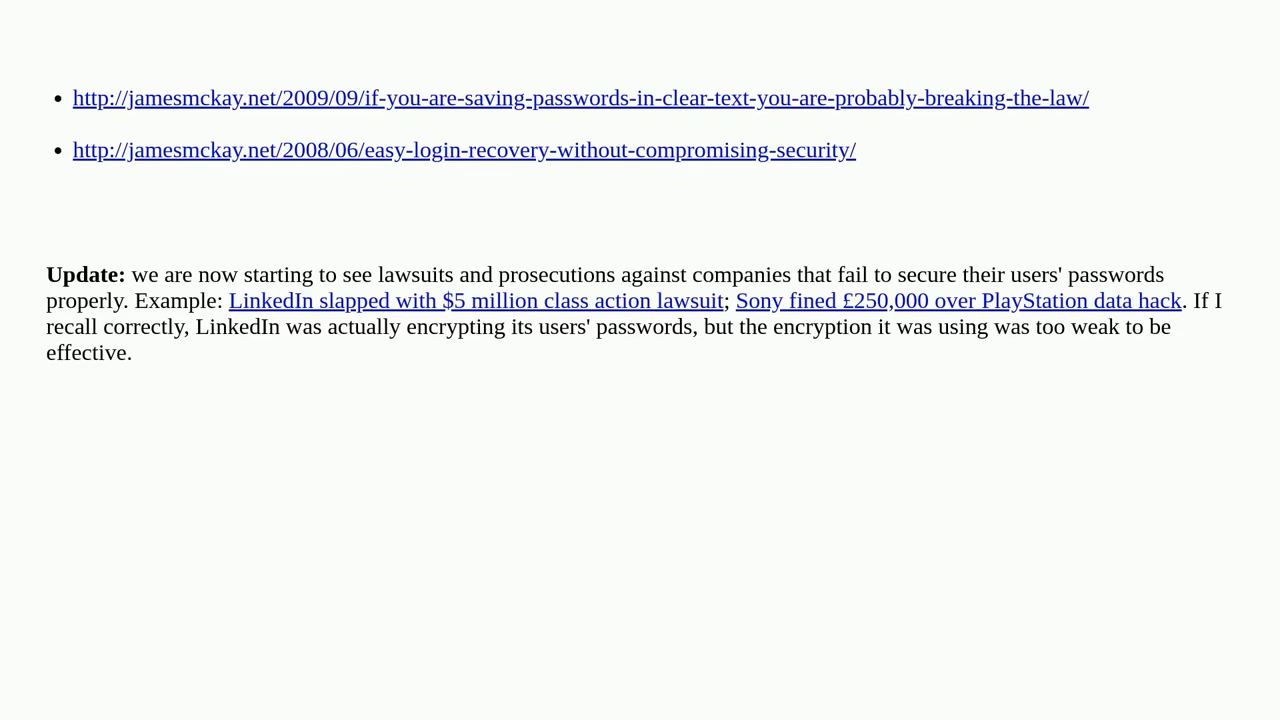 • http://jamesmckay.net/2009/09/if-you-are-saving-passwords-in-clear-text-you-are-probably-breaking-the-law/
• http://jamesmckay.net/2008/06/easy-login-recovery-without-compromising-security/
Update: we are now starting to see lawsuits and prosecutions against companies that fail to secure their users' passwords
properly. Example: LinkedIn slapped with $5 million class action lawsuit; Sony fined £250,000 over PlayStation data hack. If I
recall correctly, LinkedIn was actually encrypting its users' passwords, but the encryption it was using was too weak to be
effective.